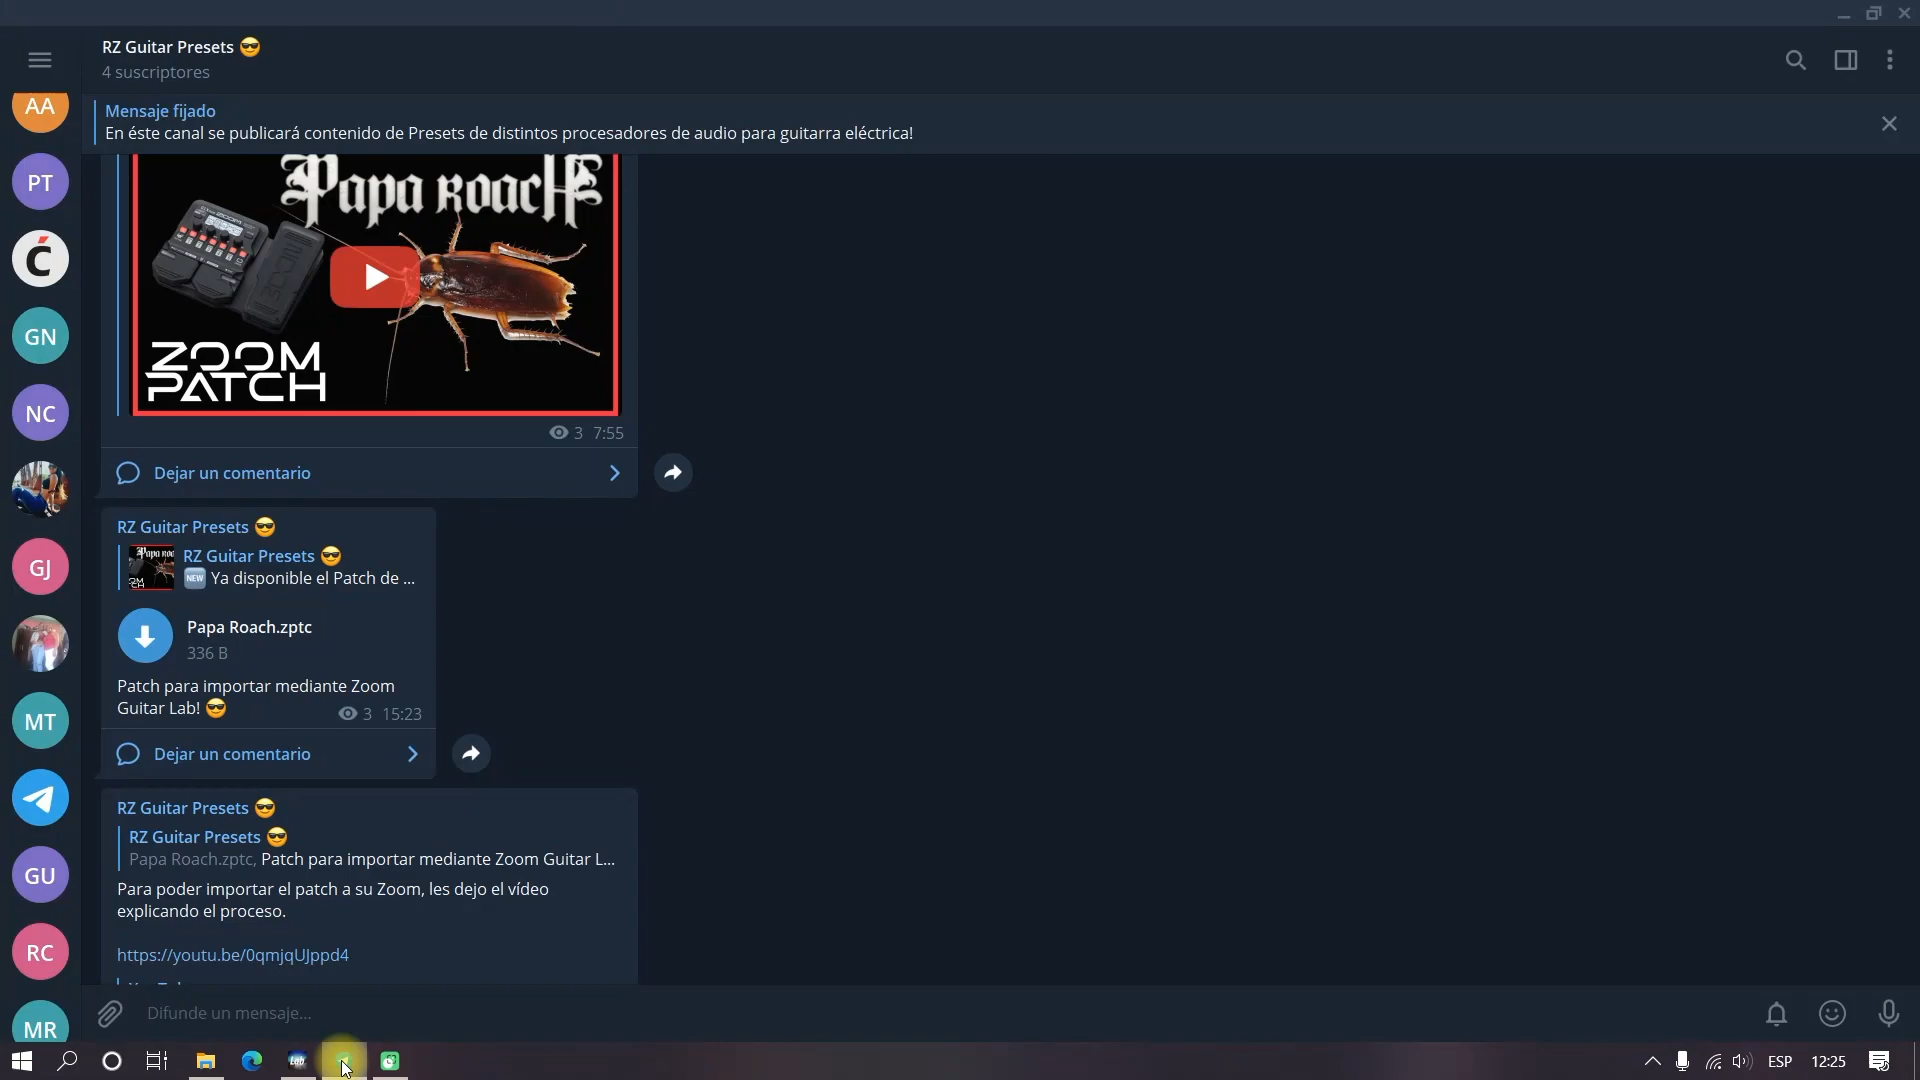 RZ Guitar Presets 😎
4 suscriptores
Mensaje fijado
En éste canal se publicará contenido de Presets de distintos procesadores de audio para guitarra eléctrica!
AA
PT
Ć
GN
NC
GJ
MT
GU
RC
MR
PAPA ROACH
ZOOM
PATCH
3 7:55
Dejar un comentario
RZ Guitar Presets 😎
RZ Guitar Presets 😎
🆕 Ya disponible el Patch de ...
Papa Roach.zptc
336 B
Patch para importar mediante Zoom
Guitar Lab! 😎
3 15:23
Dejar un comentario
RZ Guitar Presets 😎
RZ Guitar Presets 😎
Papa Roach.zptc, Patch para importar mediante Zoom Guitar L...
Para poder importar el patch a su Zoom, les dejo el vídeo
explicando el proceso.
https://youtu.be/0qmjqUJppd4
Difunde un mensaje...
Lab
ESP
12:25